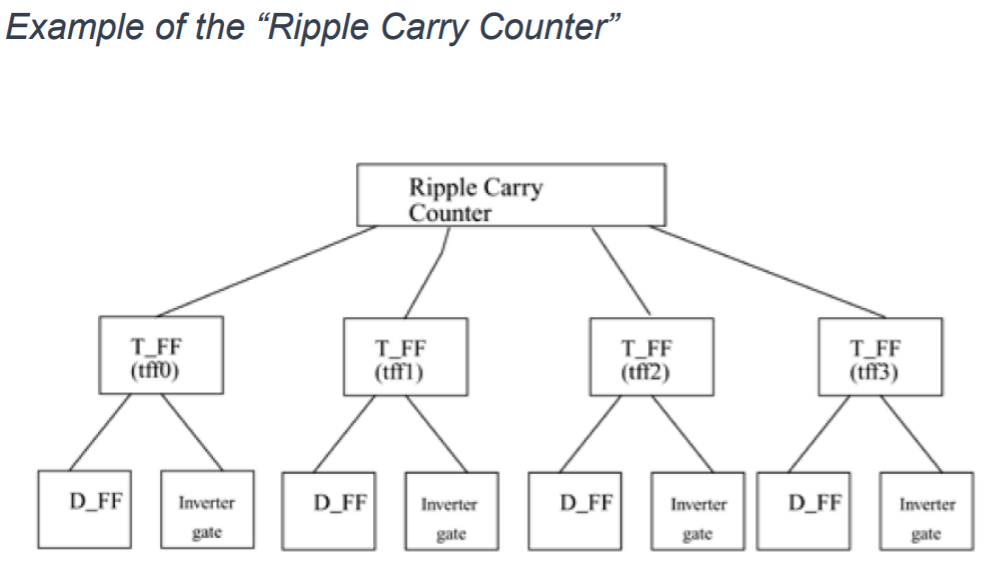 Example of the “Ripple Carry Counter”
Ripple Carry
Counter
T_FF
(tff0)
T_FF
(tff1)
T_FF
(tff2)
T_FF
(tff3)
D_FF
Inverter
gate
D_FF
Inverter
gate
D_FF
Inverter
gate
D_FF
Inverter
gate